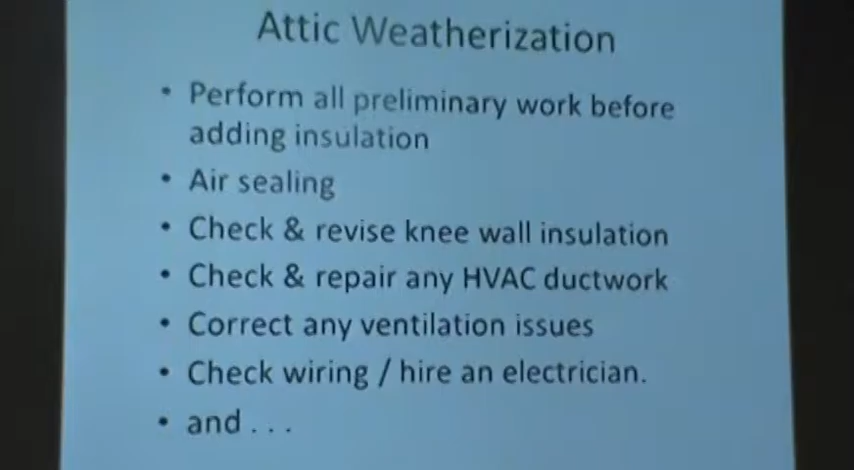 Attic Weatherization
• Perform all preliminary work before
adding insulation
• Air sealing
• Check & revise knee wall insulation
• Check & repair any HVAC ductwork
• Correct any ventilation issues
• Check wiring / hire an electrician.
• and . . .